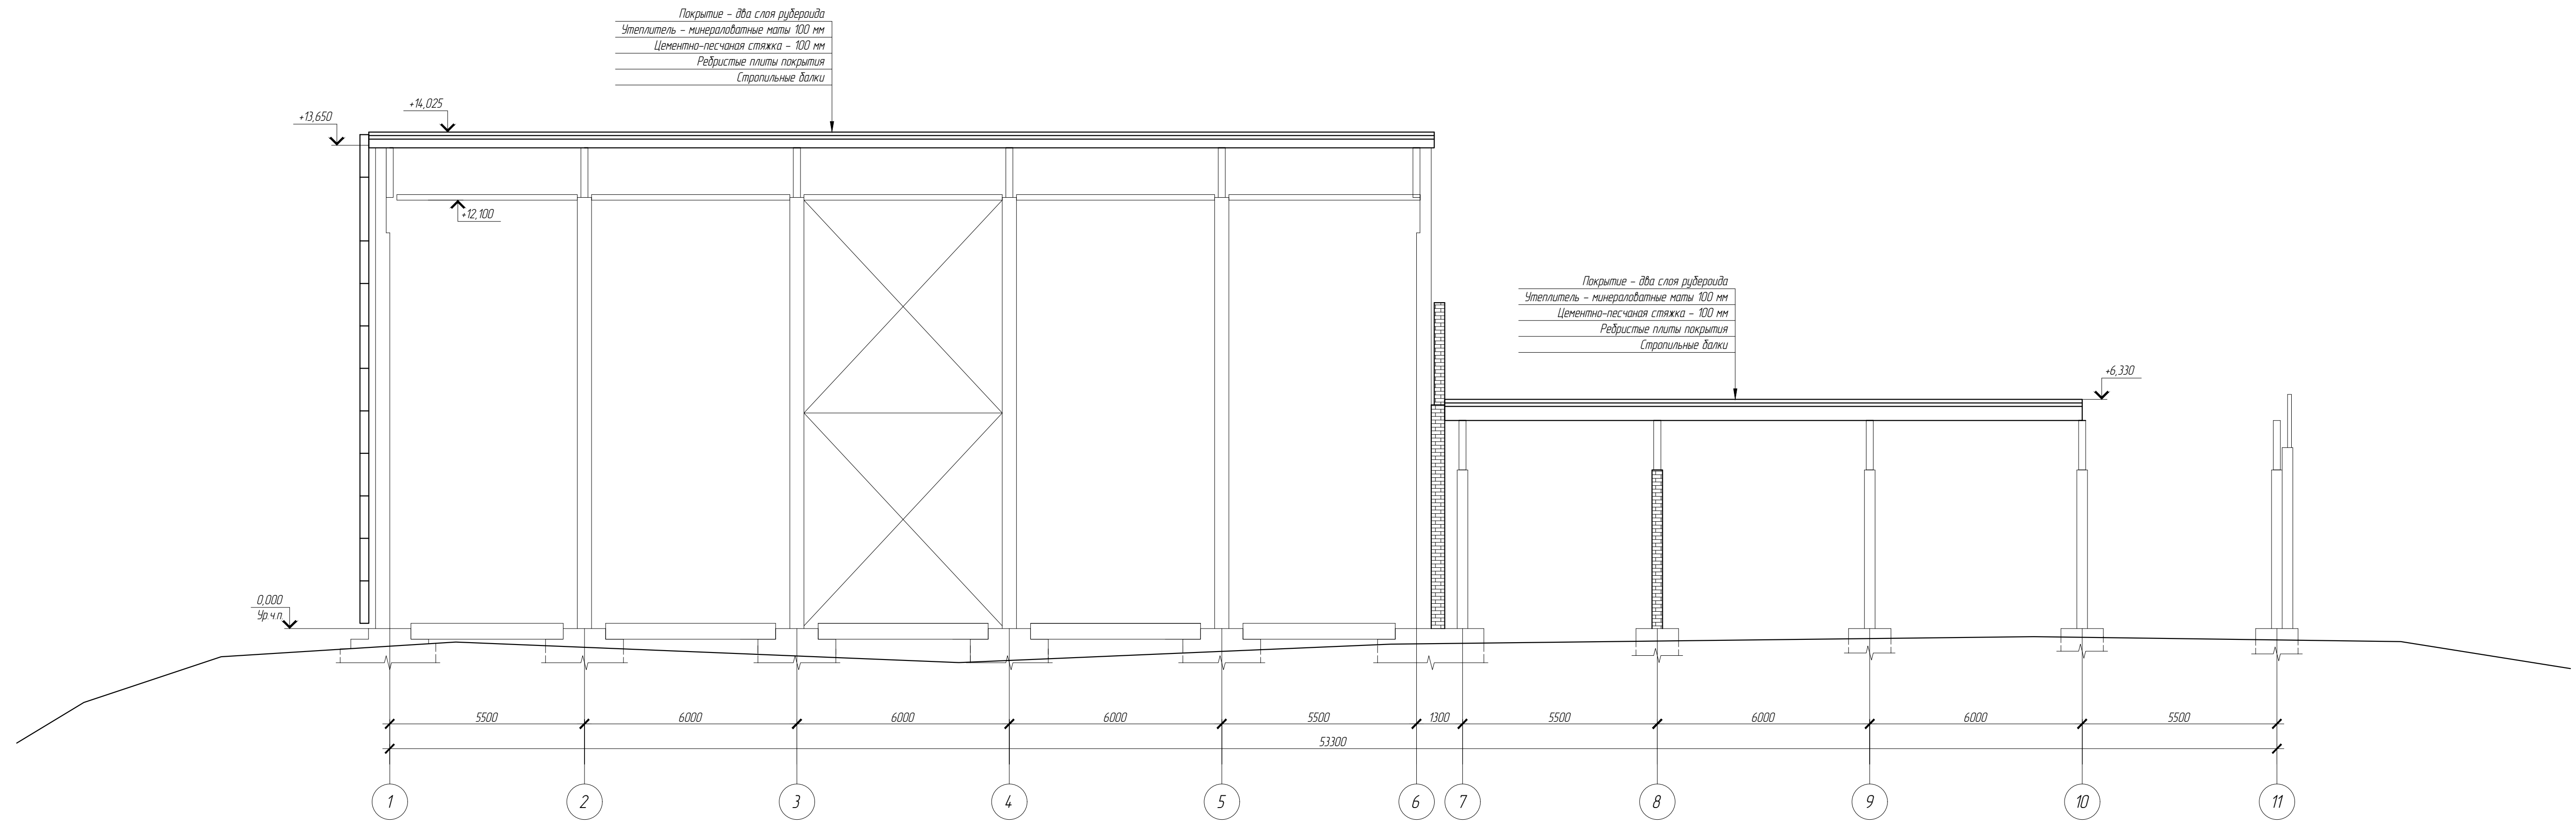 Покрытие - два слоя рубероида
Утеплитель - минераловатные маты 100 мм
Цементно-песчаная стяжка - 100 мм
Ребристые плиты покрытия
Стропильные балки
+14,025
+13,650
+12,100
Покрытие - два слоя рубероида
Утеплитель - минераловатные маты 100 мм
Цементно-песчаная стяжка - 100 мм
Ребристые плиты покрытия
Стропильные балки
+6,330
0,000
Ур.ч.п.
5500 6000 6000 6000 5500 1300 5500 6000 6000 5500
53300
1 2 3 4 5 6 7 8 9 10 11